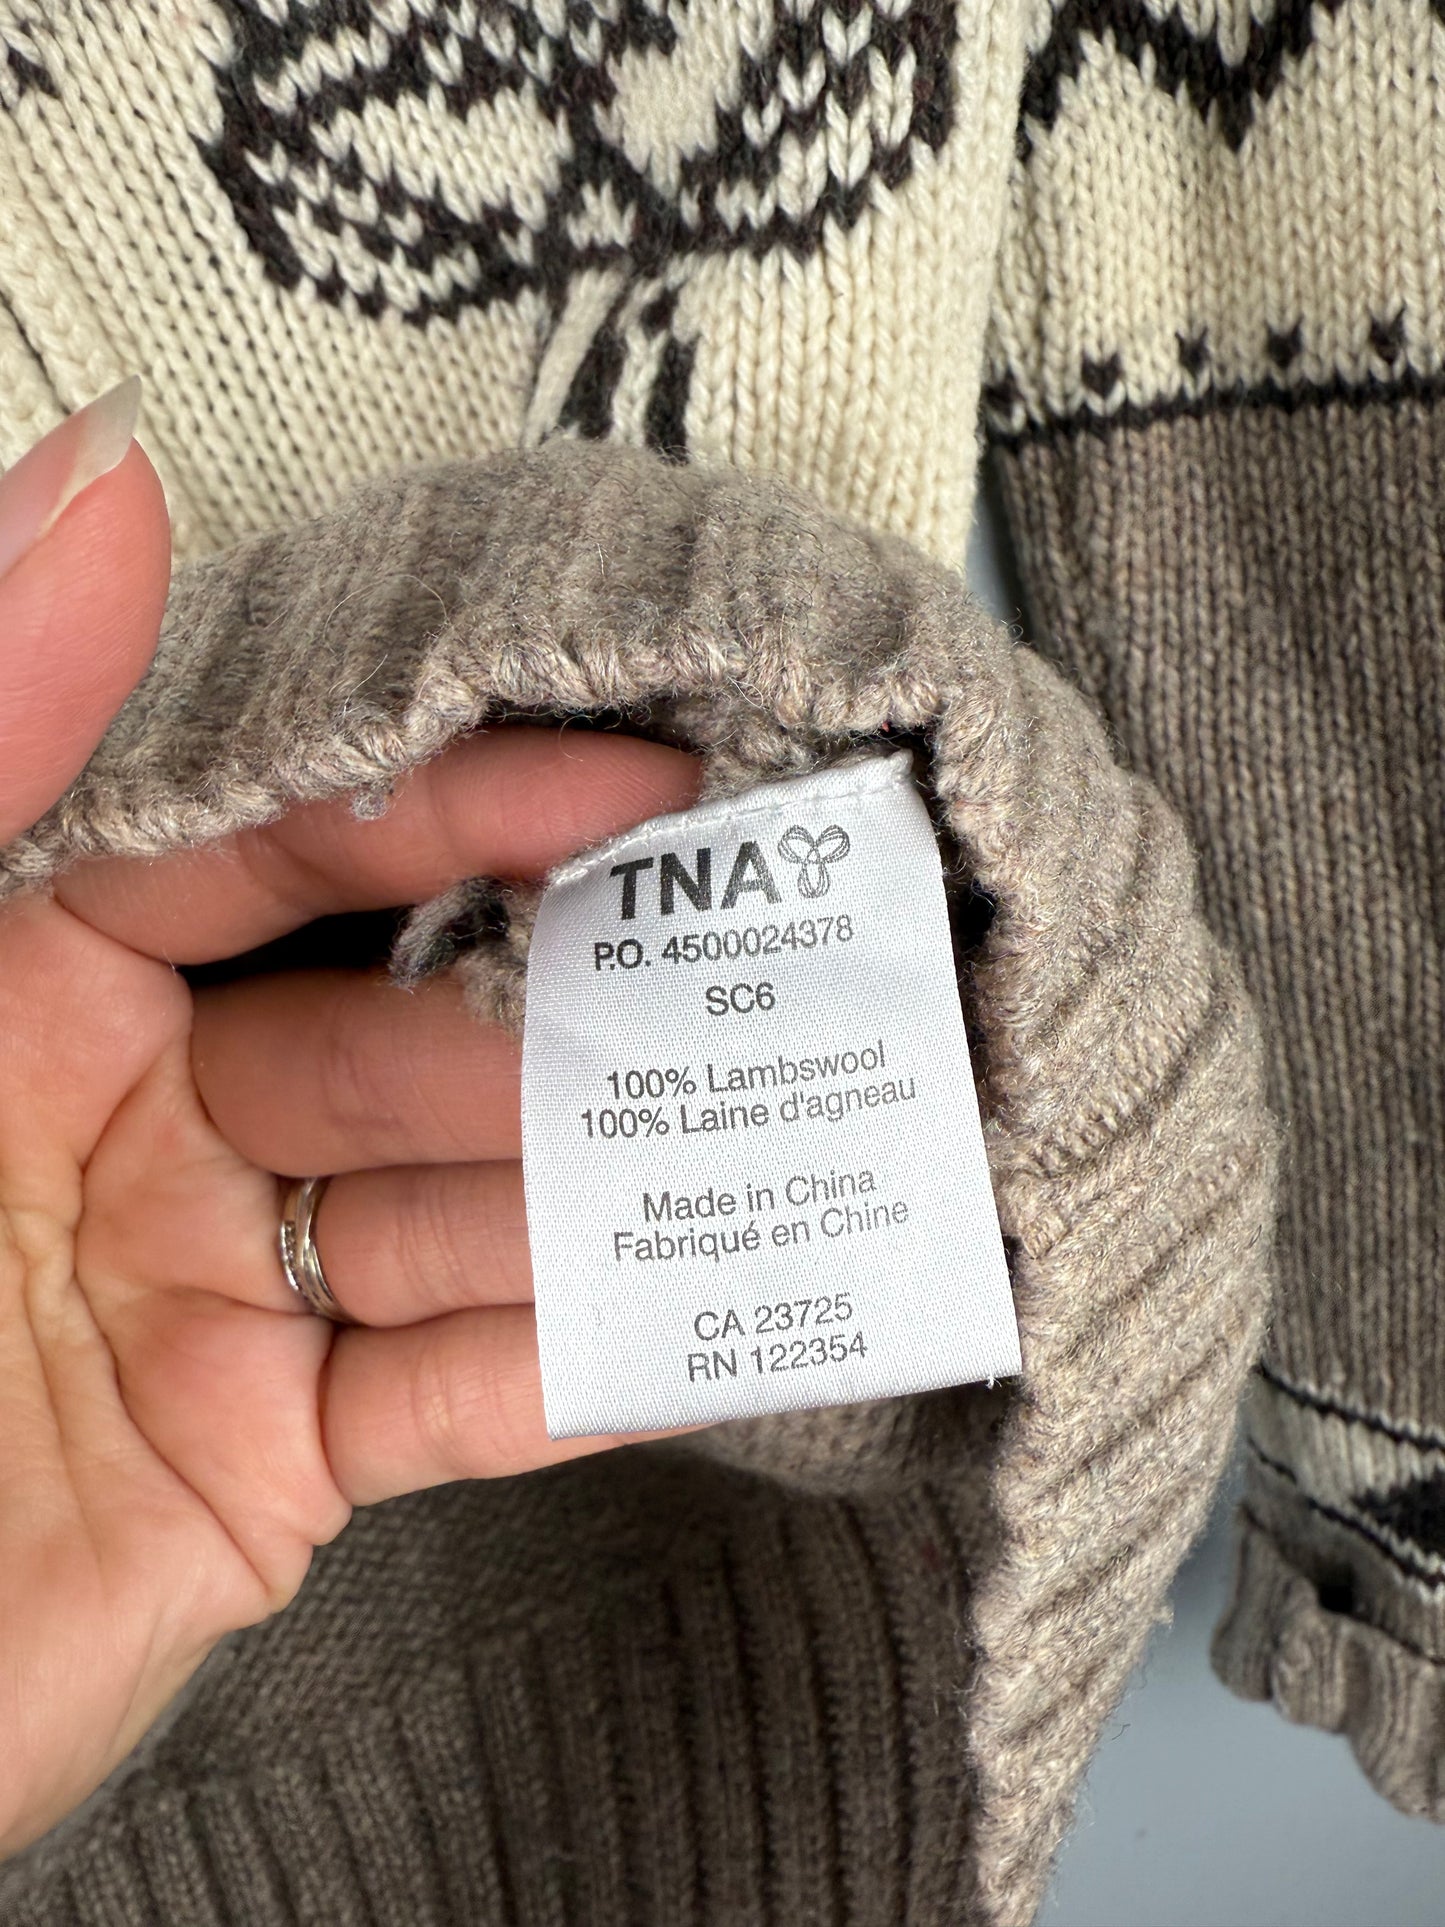 TNA
P.O. 4500024378
SC6
100% Lambswool
100% Laine d'agneau
Made in China
Fabriqué en Chine
CA 23725
RN 122354